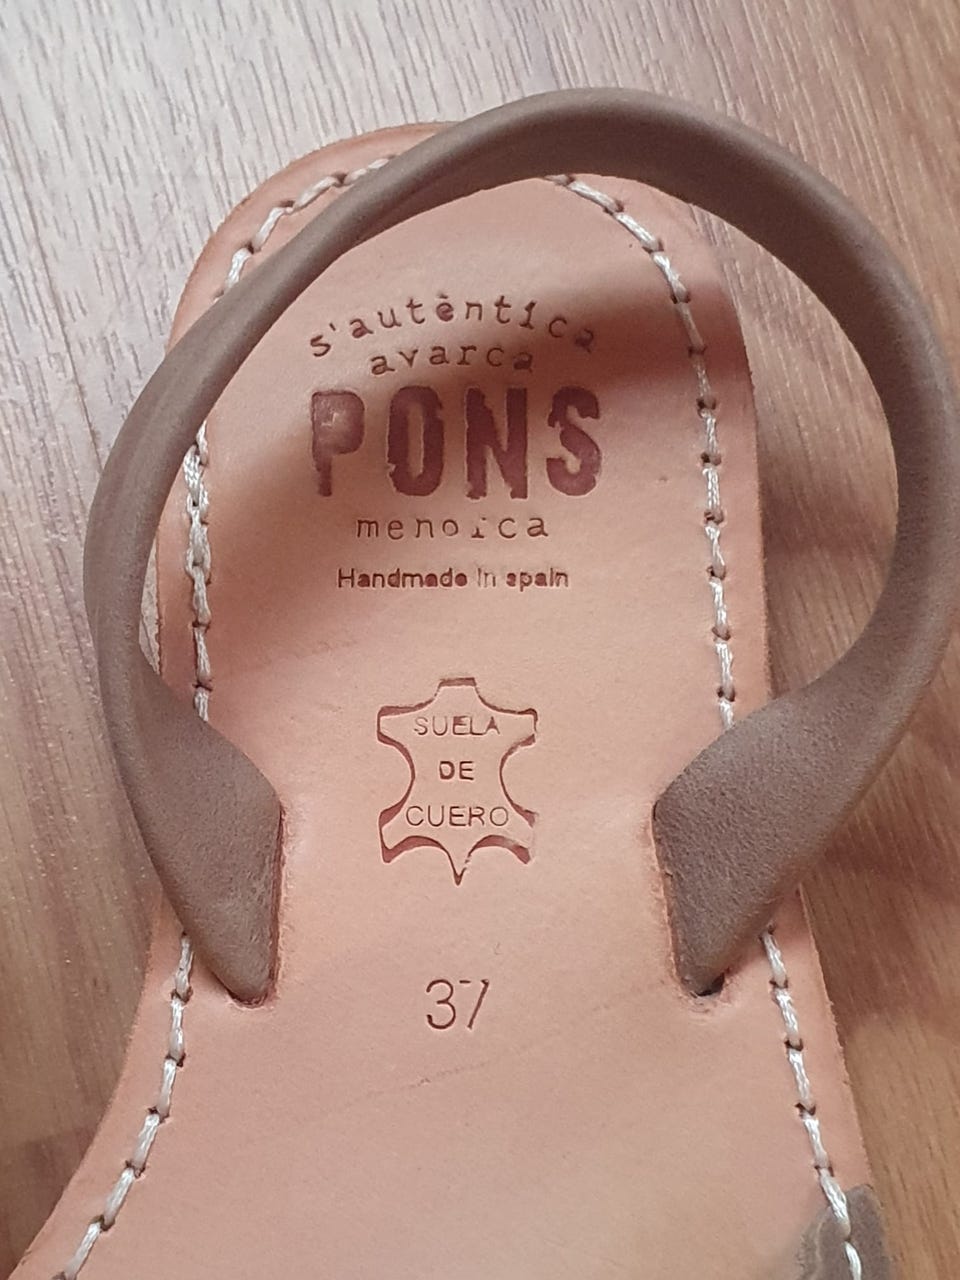 s'autèntica
avarca
PONS
menorca
Handmade in spain
SUELA
DE
CUERO
37